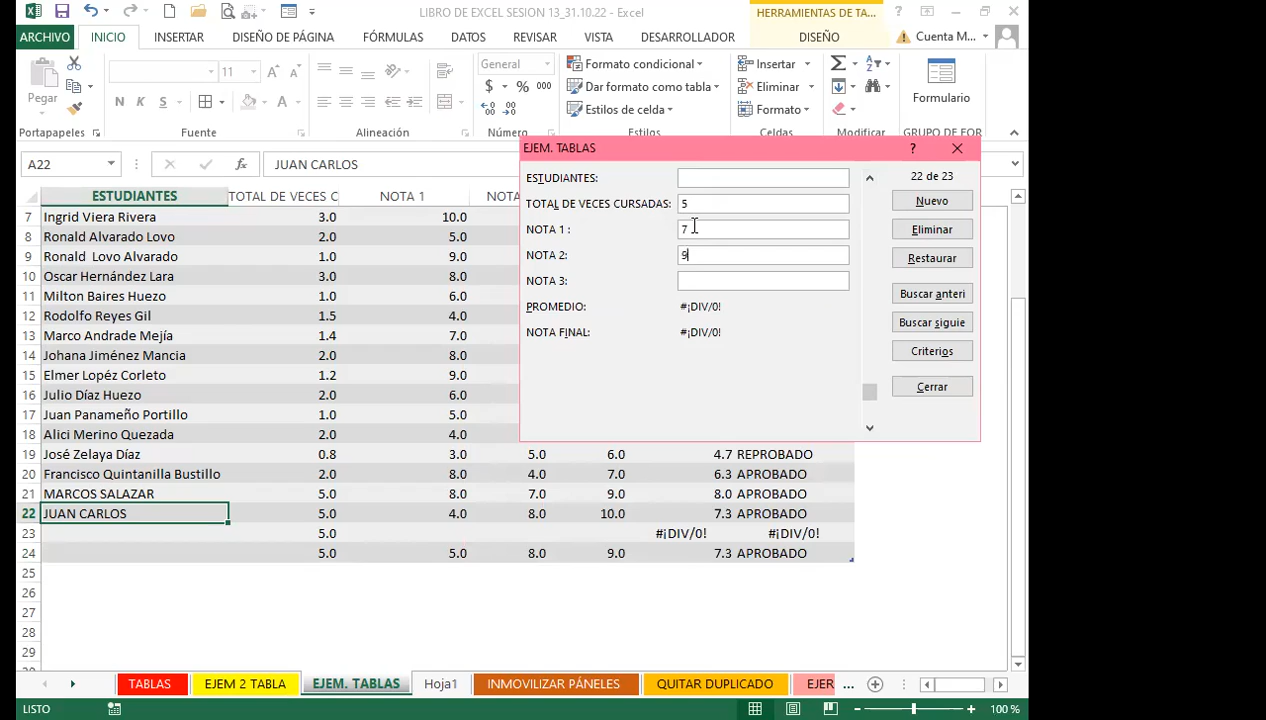 LIBRO DE EXCEL SESION 13_31.10.22 - Excel
HERRAMIENTAS DE TA...
ARCHIVO INICIO INSERTAR DISEÑO DE PÁGINA FÓRMULAS DATOS REVISAR VISTA DESARROLLADOR DISEÑO Cuenta M...
Pegar
11
N K S
General
$ % 000
Formato condicional
Dar formato como tabla
Estilos de celda
Insertar
Eliminar
Formato
Formulario
Portapapeles Fuente Alineación Número Estilos Celdas Modificar GRUPO DE FOR
A22 fx JUAN CARLOS
EJEM. TABLAS ?
ESTUDIANTES:
TOTAL DE VECES CURSADAS: 5
NOTA 1 : 7
NOTA 2: 9
NOTA 3:
PROMEDIO: #¡DIV/0!
NOTA FINAL: #¡DIV/0!
22 de 23
Nuevo
Eliminar
Restaurar
Buscar anteri
Buscar siguie
Criterios
Cerrar
ESTUDIANTES TOTAL DE VECES C NOTA 1 NOTA
7 Ingrid Viera Rivera 3.0 10.0
8 Ronald Alvarado Lovo 2.0 5.0
9 Ronald Lovo Alvarado 1.0 6.0
10 Oscar Hernández Lara 3.0 8.0
11 Milton Baires Huezo 1.0 6.0
12 Rodolfo Reyes Gil 1.5 4.0
13 Marco Andrade Mejía 1.4 7.0
14 Johana Jiménez Mancia 2.0 8.0
15 Elmer Lopéz Corleto 1.2 9.0
16 Julio Díaz Huezo 2.0 6.0
17 Juan Panameño Portillo 1.0 5.0
18 Alici Merino Quezada 2.0 4.0
19 José Zelaya Díaz 0.8 3.0 5.0 6.0 4.7 REPROBADO
20 Francisco Quintanilla Bustillo 2.0 8.0 4.0 7.0 6.3 APROBADO
21 MARCOS SALAZAR 5.0 8.0 7.0 9.0 8.0 APROBADO
22 JUAN CARLOS 5.0 4.0 8.0 10.0 7.3 APROBADO
23 5.0 #¡DIV/0! #¡DIV/0!
24 5.0 5.0 8.0 9.0 7.3 APROBADO
25
26
27
28
29
TABLAS EJEM 2 TABLA EJEM. TABLAS Hoja1 INMOVILIZAR PÁNELES QUITAR DUPLICADO EJER ...
LISTO 100 %